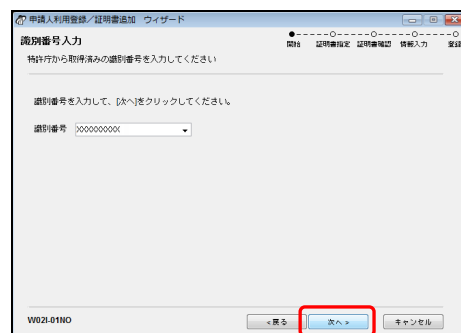 申請人利用登録/証明書追加 ウィザード
識別番号入力
特許庁から取得済みの識別番号を入力してください
開始 証明書指定 証明書確認 情報入力 登録
識別番号を入力して、[次へ]をクリックしてください。
識別番号 XXXXXXXXX
W02I-01NO
<戻る 次へ > キャンセル